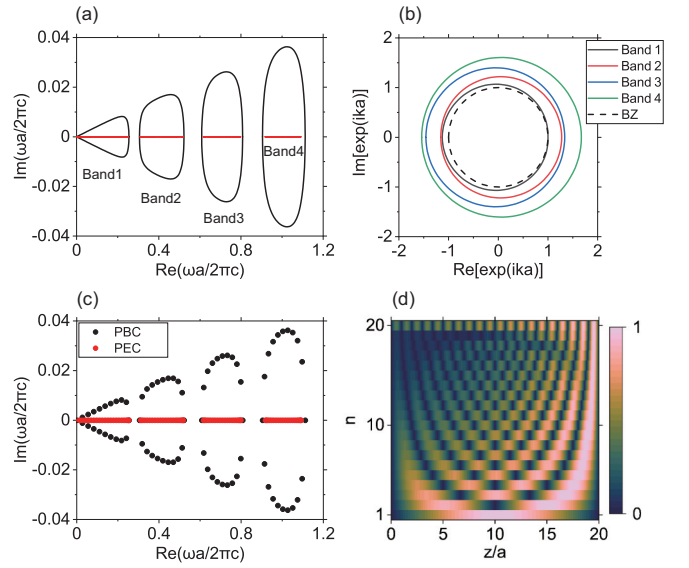 (a)
Im(ωa/2πc)
0.04
0.02
0
-0.02
-0.04
Band1
Band2
Band3
Band4
0.0
0.4
0.8
1.2
Re(ωa/2πc)
(b)
Im[exp(ika)]
2
1
0
-1
-2
-2
-1
0
1
2
Re[exp(ika)]
Band 1
Band 2
Band 3
Band 4
BZ
(c)
Im(ωa/2πc)
0.04
0.02
0
-0.02
-0.04
PBC
PEC
0.0
0.4
0.8
1.2
Re(ωa/2πc)
(d)
n
20
10
1
0
5
10
15
20
z/a
1
0